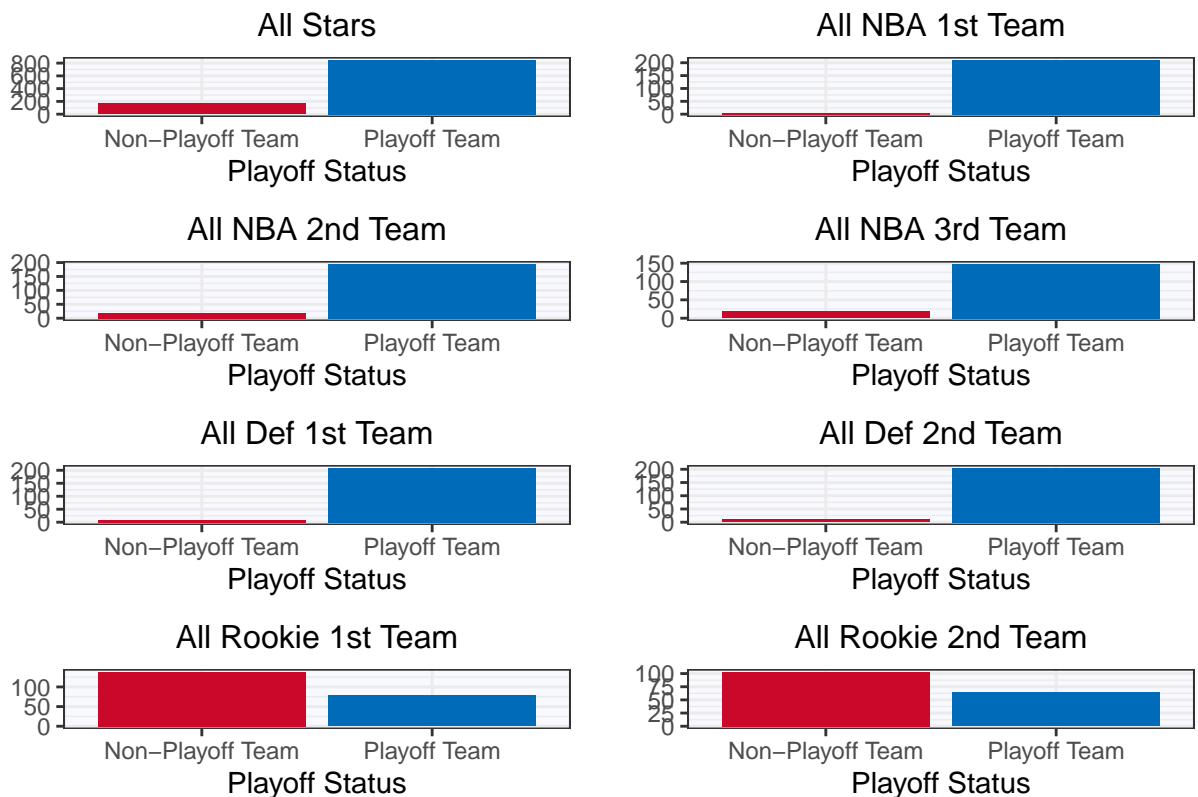 All Stars
800
600
400
200
0
Non−Playoff Team Playoff Team
Playoff Status
All NBA 1st Team
200
150
100
50
0
Non−Playoff Team Playoff Team
Playoff Status
All NBA 2nd Team
200
150
100
50
0
Non−Playoff Team Playoff Team
Playoff Status
All NBA 3rd Team
150
100
50
0
Non−Playoff Team Playoff Team
Playoff Status
All Def 1st Team
200
150
100
50
0
Non−Playoff Team Playoff Team
Playoff Status
All Def 2nd Team
200
150
100
50
0
Non−Playoff Team Playoff Team
Playoff Status
All Rookie 1st Team
100
50
0
Non−Playoff Team Playoff Team
Playoff Status
All Rookie 2nd Team
100
75
50
25
0
Non−Playoff Team Playoff Team
Playoff Status